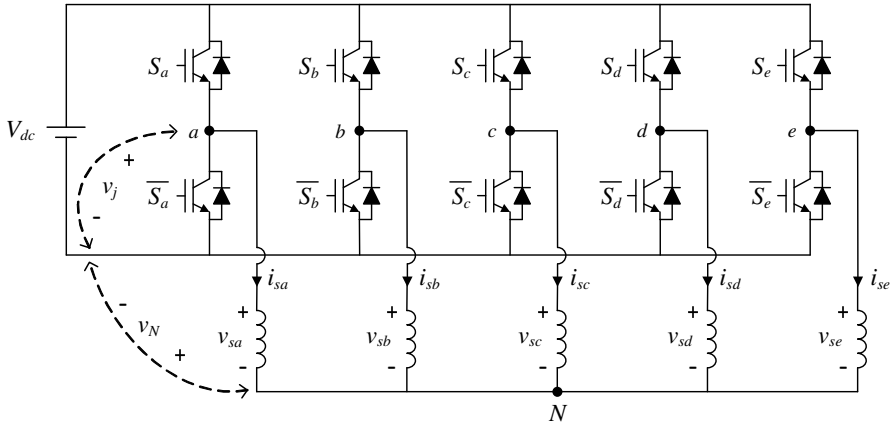 S_a S_b S_c S_d S_e
V_dc
a b c d e
+
v_j
-
S̅_a S̅_b S̅_c S̅_d S̅_e
i_sa i_sb i_sc i_sd i_se
-
v_N
+
+ + + + +
v_sa v_sb v_sc v_sd v_se
- - - - -
N